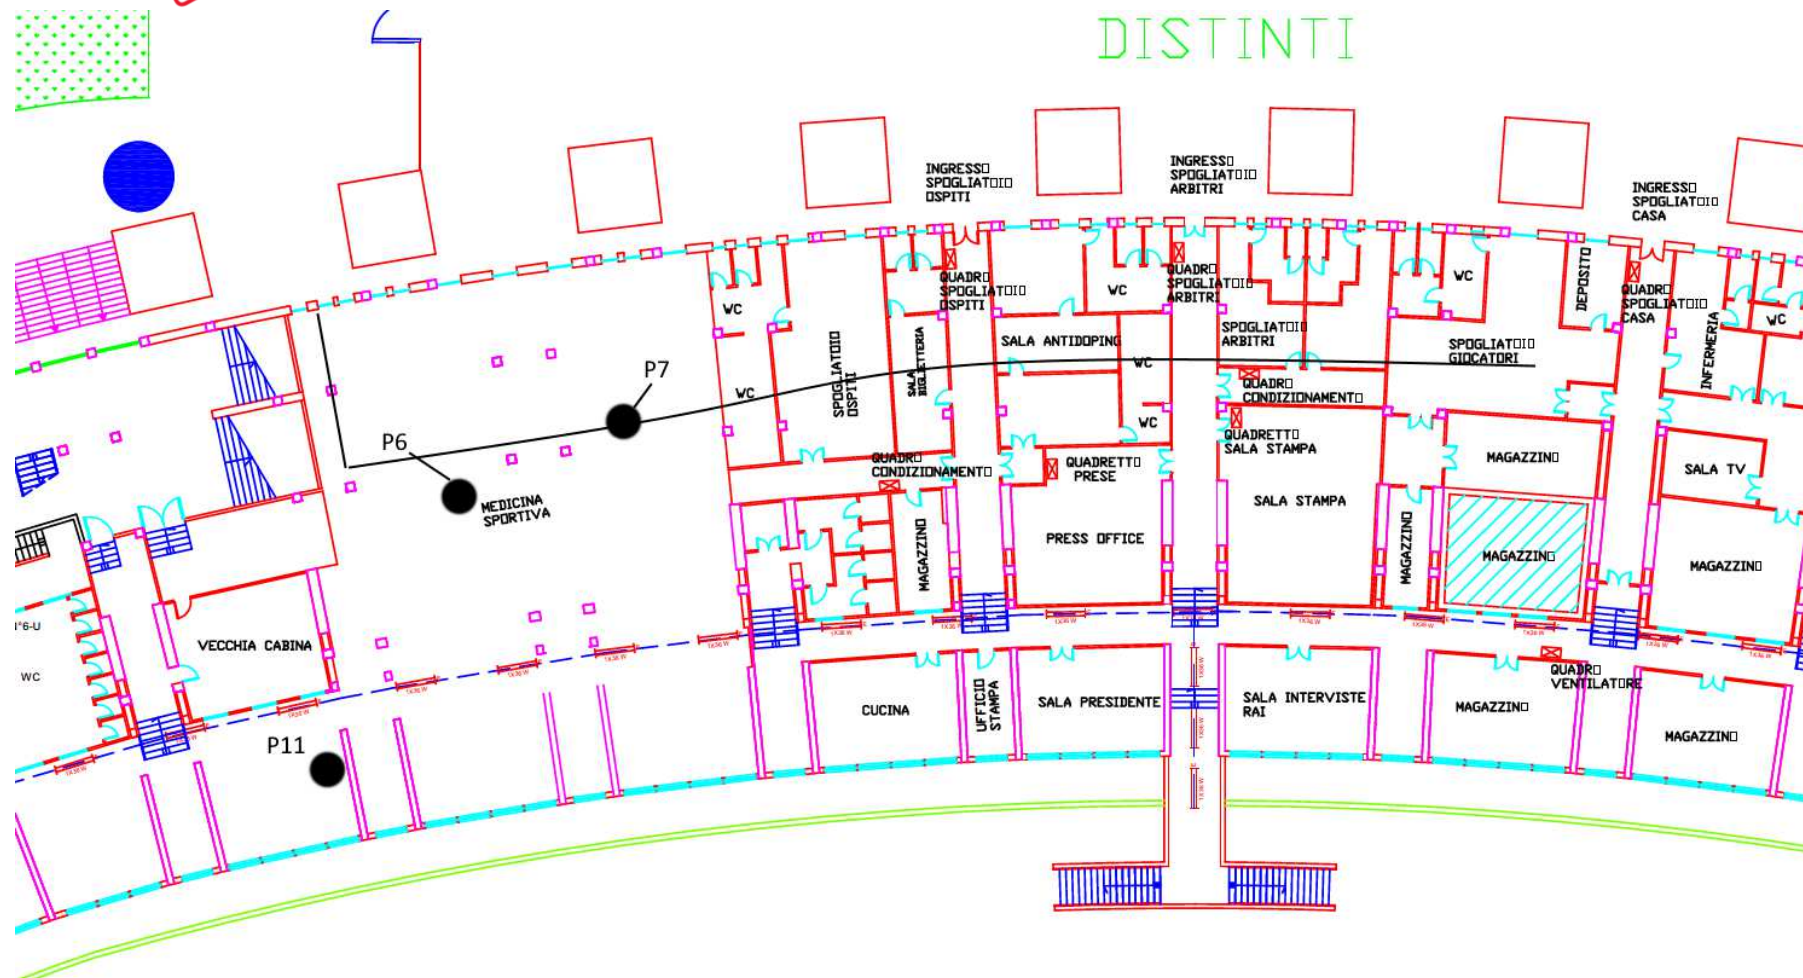 DISTINTI
INGRESSO
SPOGLIATOIO
OSPITI
INGRESSO
SPOGLIATOIO
ARBITRI
INGRESSO
SPOGLIATOIO
CASA
QUADRO
SPOGLIATOIO
OSPITI
QUADRO
SPOGLIATOIO
ARBITRI
QUADRO
SPOGLIATOIO
CASA
WC
WC
WC
WC
DEPOSITO
SALA ANTIDOPING
SPOGLIATOIO
ARBITRI
SPOGLIATOIO
GIOCATORI
INFERMERIA
WC
WC
WC
SPOGLIATOIO
OSPITI
SALA
BIGLIETTERIA
QUADRO
CONDIZIONAMENTO
P7
P6
MEDICINA
SPORTIVA
QUADRO
CONDIZIONAMENTO
QUADRETTO
PRESE
QUADRETTO
SALA STAMPA
MAGAZZINO
SALA TV
SALA STAMPA
MAGAZZINO
PRESS OFFICE
MAGAZZINO
MAGAZZINO
MAGAZZINO
N°6-U
WC
VECCHIA CABINA
P11
CUCINA
UFFICIO
STAMPA
SALA PRESIDENTE
SALA INTERVISTE
RAI
MAGAZZINO
QUADRO
VENTILATORE
MAGAZZINO